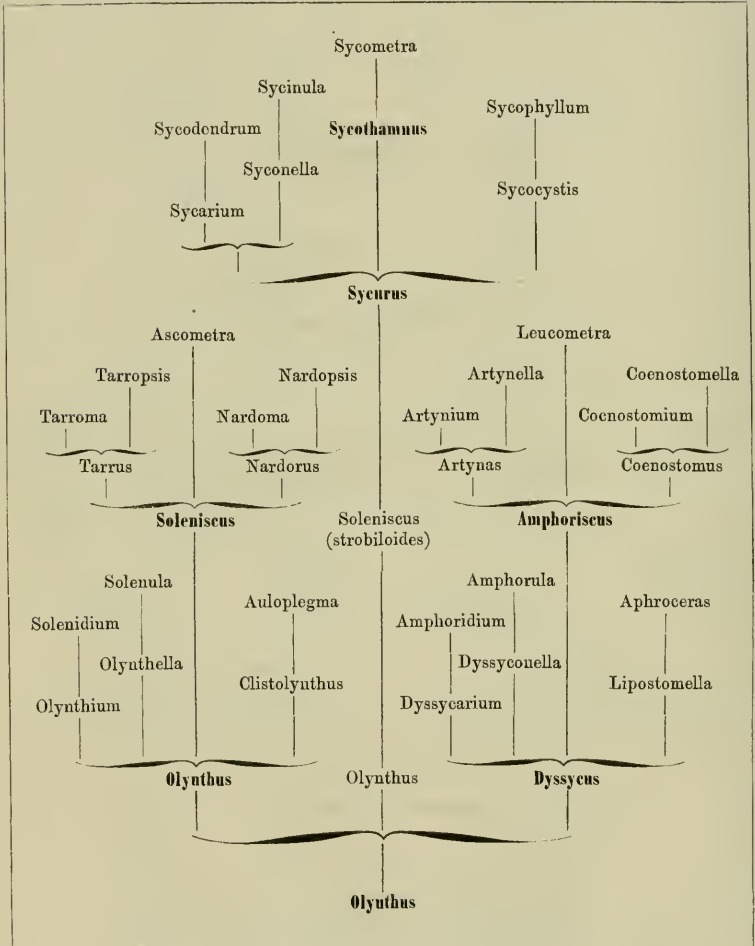 Sycometra
Sycinula
Sycophyllum
Sycodendrum Sycothamnus
Syconella
Sycocystis
Sycarium
Sycurus
Ascometra Leucometra
Tarropsis Nardopsis Artynella Coenostomella
Tarroma Nardoma Artynium Coenostomium
Tarrus Nardorus Artynas Coenostomus
Soleniscus Soleniscus Amphoriscus
(strobiloides)
Solenula Amphorula
Auloplegma Aphroceras
Solenidium Amphoridium
Olynthella Dyssyconella
Clistolynthus Lipostomella
Olynthium Dyssycarium
Olynthus Olynthus Dyssycus
Olynthus